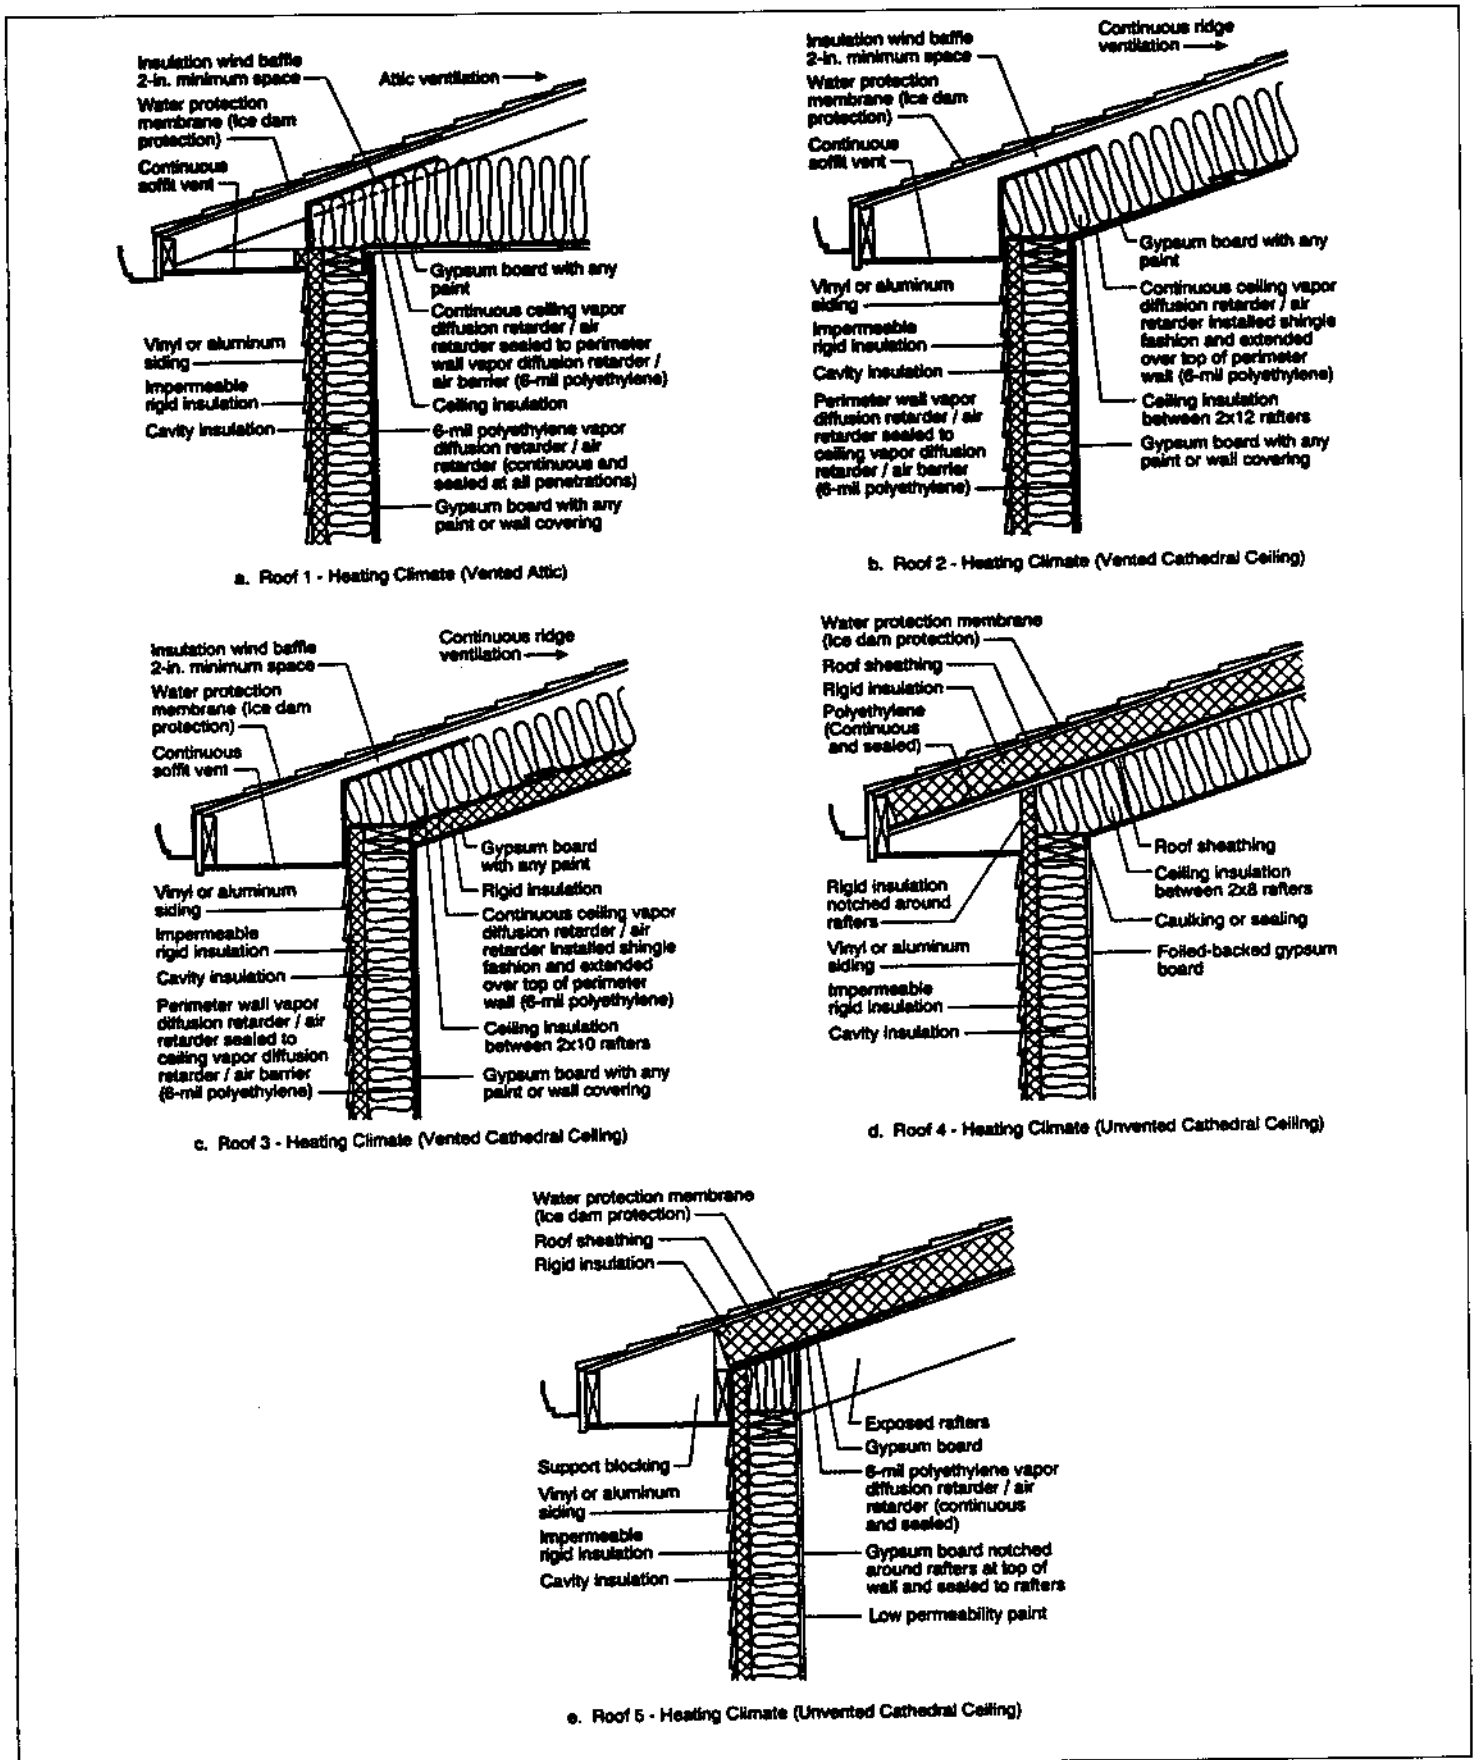 Insulation wind baffle
2-in. minimum space
Attic ventilation
Water protection
membrane (ice dam
protection)
Continuous
soffit vent
Gypsum board with any
paint
Continuous ceiling vapor
diffusion retarder / air
retarder sealed to perimeter
wall vapor diffusion retarder /
air barrier (6-mil polyethylene)
Ceiling insulation
6-mil polyethylene vapor
diffusion retarder / air
retarder (continuous and
sealed at all penetrations)
Gypsum board with any
paint or wall covering
Vinyl or aluminum
siding
Impermeable
rigid insulation
Cavity insulation
a. Roof 1 - Heating Climate (Vented Attic)
Insulation wind baffle
2-in. minimum space
Continuous ridge
ventilation
Water protection
membrane (ice dam
protection)
Continuous
soffit vent
Vinyl or aluminum
siding
Impermeable
rigid insulation
Cavity insulation
Perimeter wall vapor
diffusion retarder / air
retarder sealed to
ceiling vapor diffusion
retarder / air barrier
(6-mil polyethylene)
Gypsum board with any
paint
Continuous ceiling vapor
diffusion retarder / air
retarder installed shingle
fashion and extended
over top of perimeter
wall (6-mil polyethylene)
Ceiling insulation
between 2x12 rafters
Gypsum board with any
paint or wall covering
b. Roof 2 - Heating Climate (Vented Cathedral Ceiling)
Insulation wind baffle
2-in. minimum space
Continuous ridge
ventilation
Water protection
membrane (ice dam
protection)
Continuous
soffit vent
Vinyl or aluminum
siding
Impermeable
rigid insulation
Cavity insulation
Perimeter wall vapor
diffusion retarder / air
retarder sealed to
ceiling vapor diffusion
retarder / air barrier
(6-mil polyethylene)
Gypsum board
with any paint
Rigid insulation
Continuous ceiling vapor
diffusion retarder / air
retarder installed shingle
fashion and extended
over top of perimeter
wall (6-mil polyethylene)
Ceiling insulation
between 2x10 rafters
Gypsum board with any
paint or wall covering
c. Roof 3 - Heating Climate (Vented Cathedral Ceiling)
Water protection membrane
(ice dam protection)
Roof sheathing
Rigid insulation
Polyethylene
(Continuous
and sealed)
Rigid insulation
notched around
rafters
Vinyl or aluminum
siding
Impermeable
rigid insulation
Cavity insulation
Roof sheathing
Ceiling insulation
between 2x8 rafters
Caulking or sealing
Foiled-backed gypsum
board
d. Roof 4 - Heating Climate (Unvented Cathedral Ceiling)
Water protection membrane
(ice dam protection)
Roof sheathing
Rigid insulation
Support blocking
Vinyl or aluminum
siding
Impermeable
rigid insulation
Cavity insulation
Exposed rafters
Gypsum board
6-mil polyethylene vapor
diffusion retarder / air
retarder (continuous
and sealed)
Gypsum board notched
around rafters at top of
wall and sealed to rafters
Low permeability paint
e. Roof 5 - Heating Climate (Unvented Cathedral Ceiling)